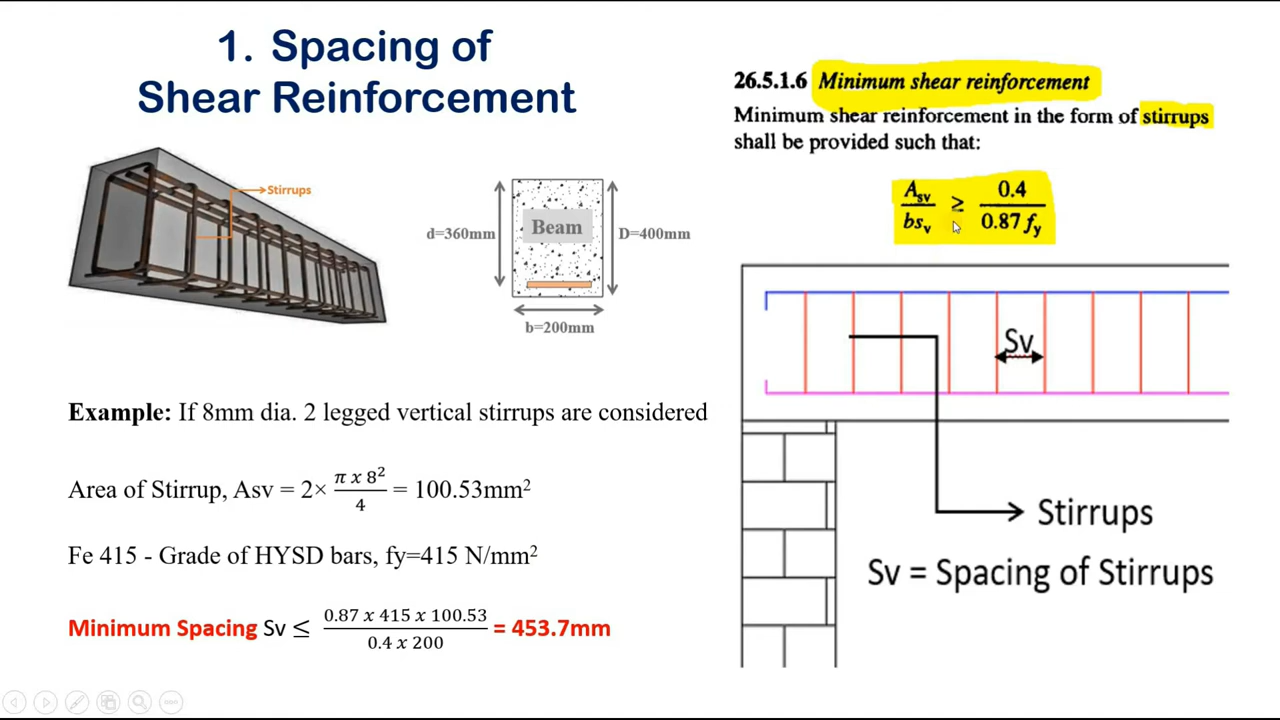 1. Spacing of
Shear Reinforcement
Stirrups
d=360mm
Beam
D=400mm
b=200mm
Example: If 8mm dia. 2 legged vertical stirrups are considered
Area of Stirrup, Asv = 2× π x 8²/4 = 100.53mm²
Fe 415 - Grade of HYSD bars, fy=415 N/mm²
Minimum Spacing Sv ≤ 0.87 x 415 x 100.53/0.4 x 200 = 453.7mm
26.5.1.6 Minimum shear reinforcement
Minimum shear reinforcement in the form of stirrups
shall be provided such that:
Asv/bsv ≥ 0.4/0.87 fy
Sv
Stirrups
Sv = Spacing of Stirrups